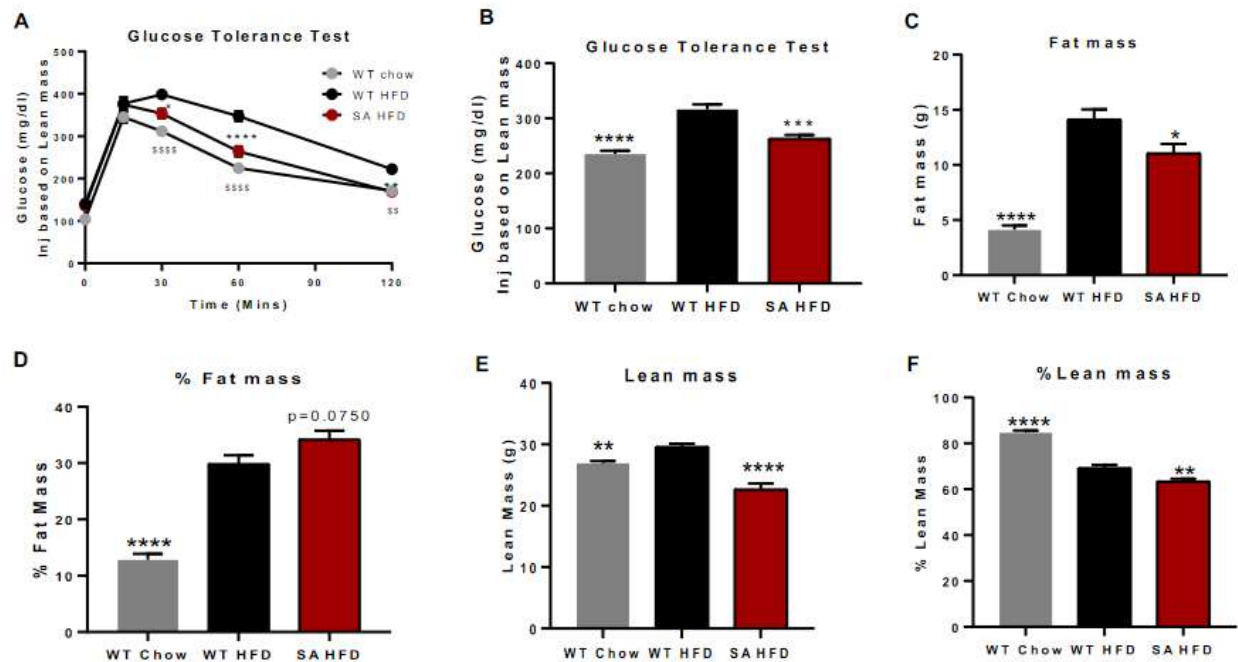 A
Glucose Tolerance Test
Glucose (mg/dl)
Inj based on Lean mass
500
400
300
200
100
0
0
30
60
90
120
Time (Mins)
WT chow
WT HFD
SA HFD
*
****
**
$$$$
$$$$
$$
B
Glucose Tolerance Test
Glucose (mg/dl)
Inj based on Lean mass
400
300
200
100
0
****
***
WT chow
WT HFD
SA HFD
C
Fat mass
Fat mass (g)
20
15
10
5
0
****
*
WT Chow
WT HFD
SA HFD
D
% Fat mass
% Fat Mass
40
30
20
10
0
****
p=0.0750
WT Chow
WT HFD
SA HFD
E
Lean mass
Lean Mass (g)
40
30
20
10
0
**
****
WT Chow
WT HFD
SA HFD
F
% Lean mass
% Lean Mass
100
80
60
40
20
0
****
**
WT Chow
WT HFD
SA HFD